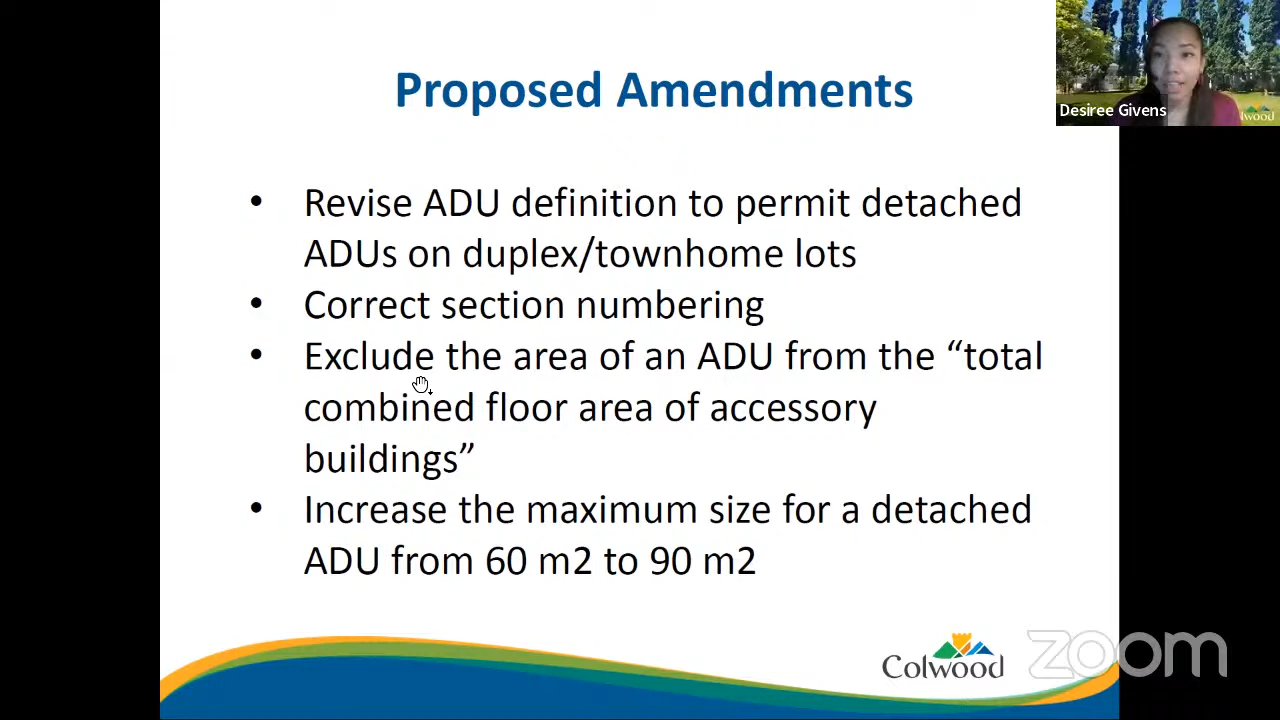 Proposed Amendments
Desiree Givens
lwood
• Revise ADU definition to permit detached
ADUs on duplex/townhome lots
• Correct section numbering
• Exclude the area of an ADU from the “total
combined floor area of accessory
buildings”
• Increase the maximum size for a detached
ADU from 60 m2 to 90 m2
Colwood
zoom